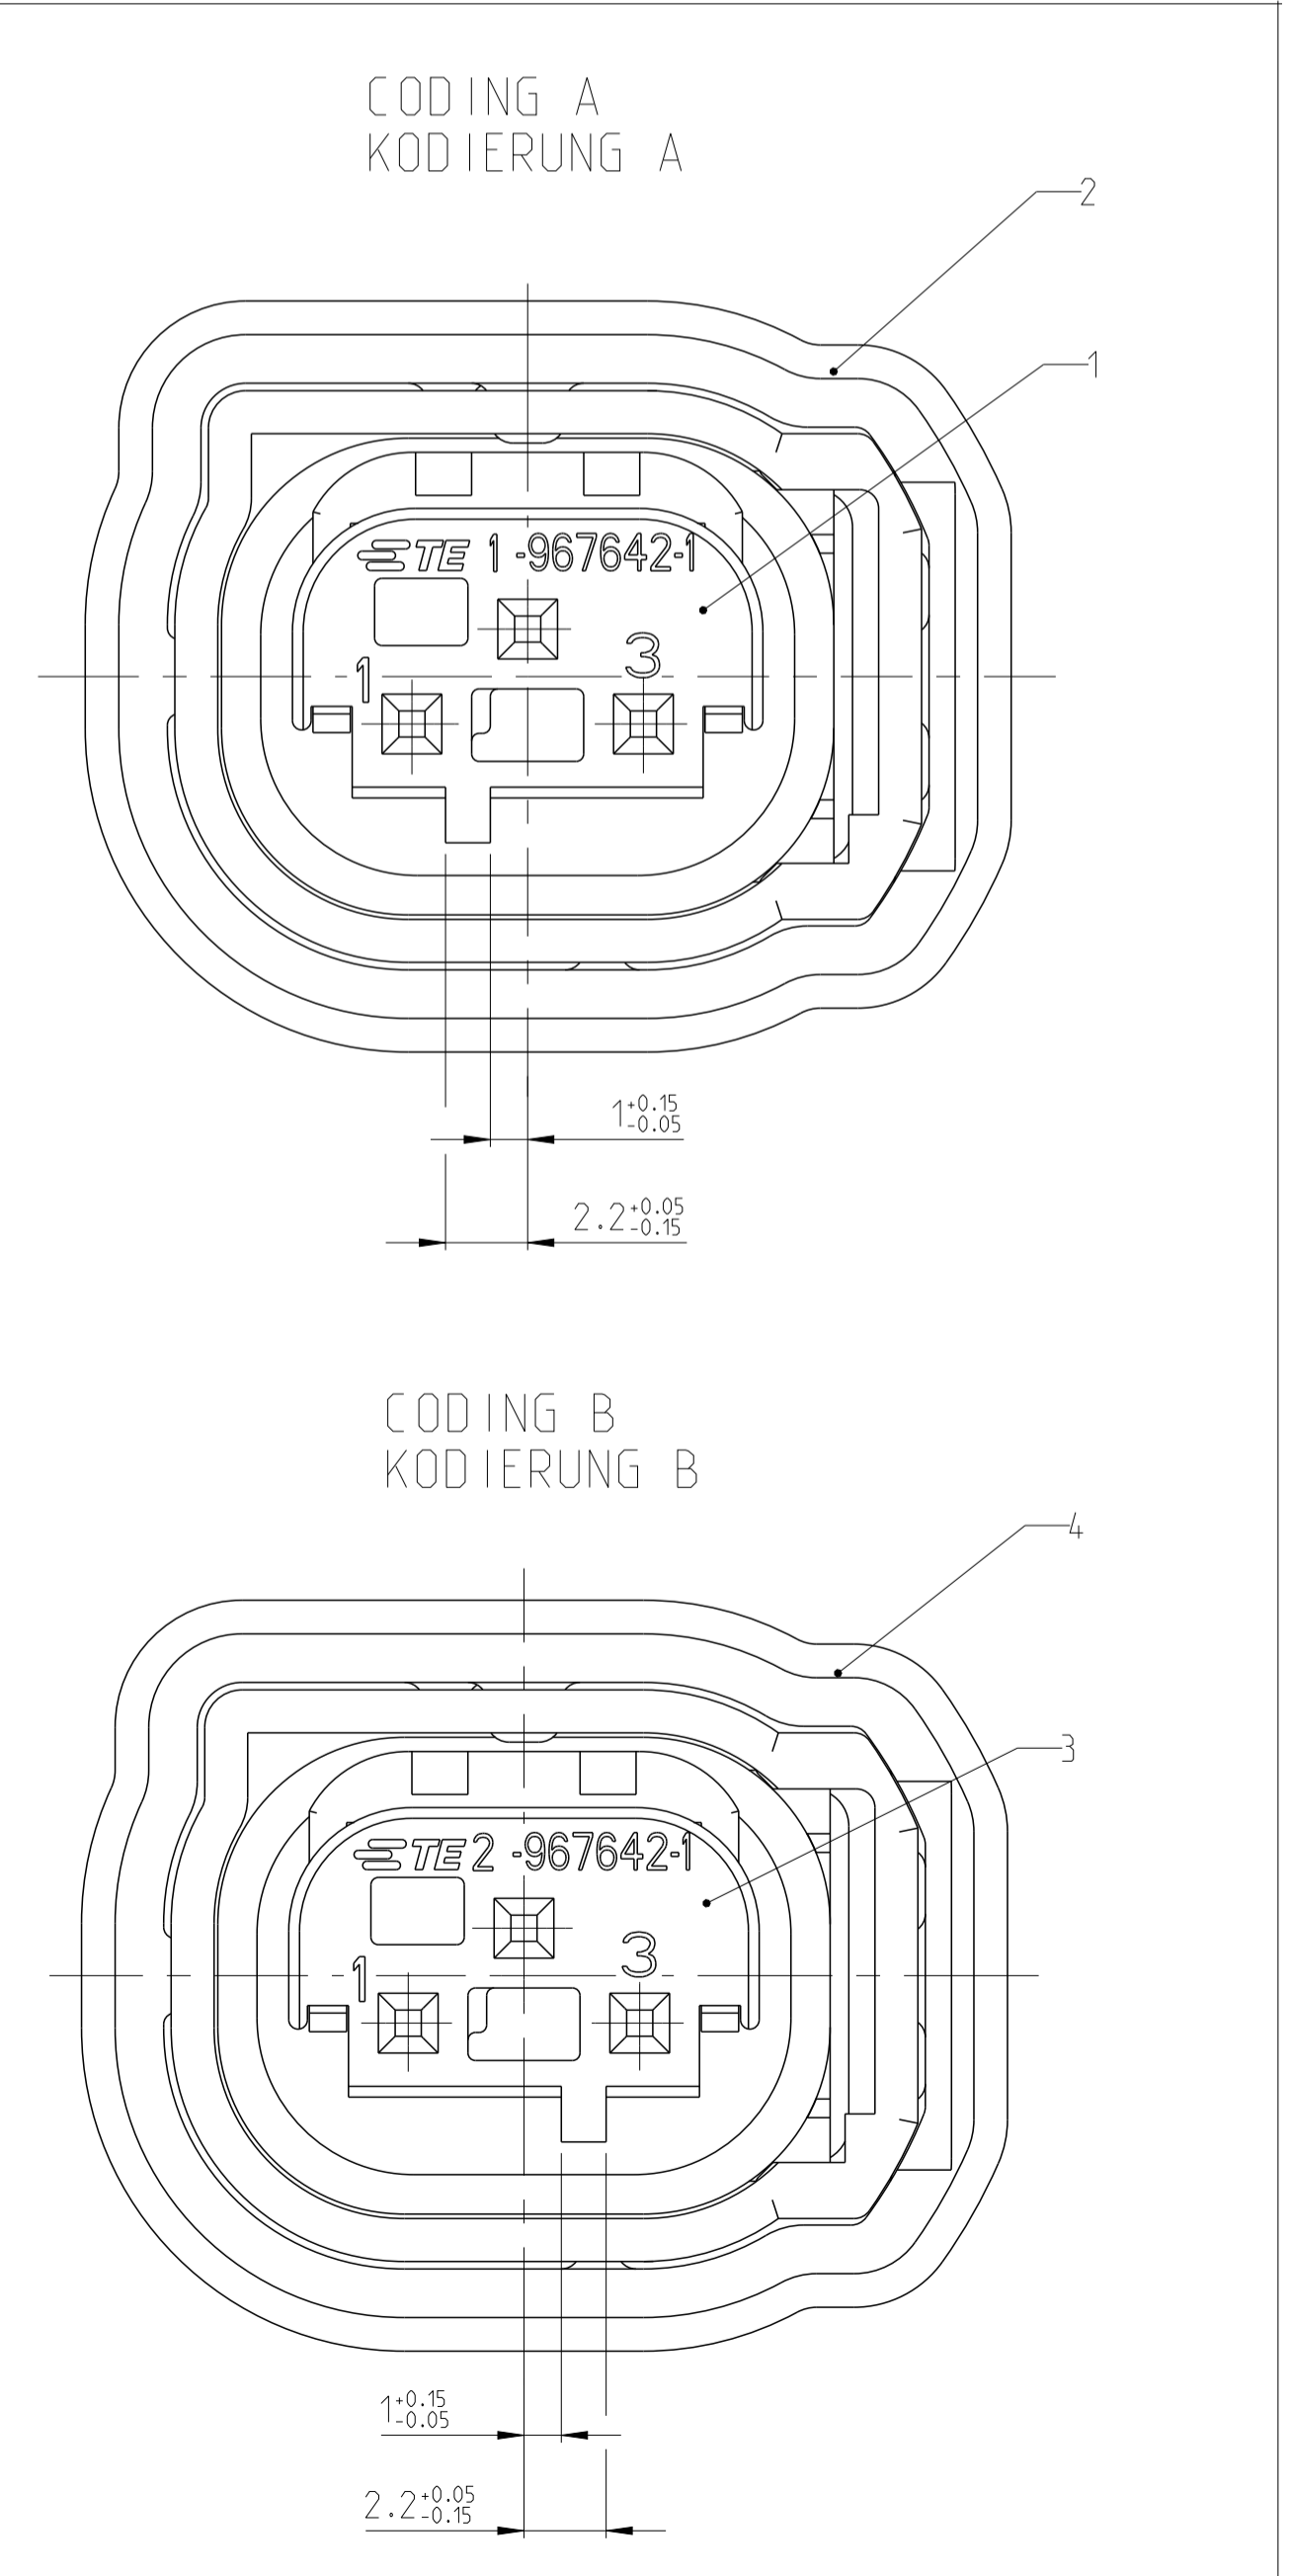 CODING A
KODIERUNG A
2
1
TE 1-967642-1
3
1
1 +0.15 -0.05
2.2 +0.05 -0.15
CODING B
KODIERUNG B
4
3
TE 2-967642-1
3
1
1 +0.15 -0.05
2.2 +0.05 -0.15